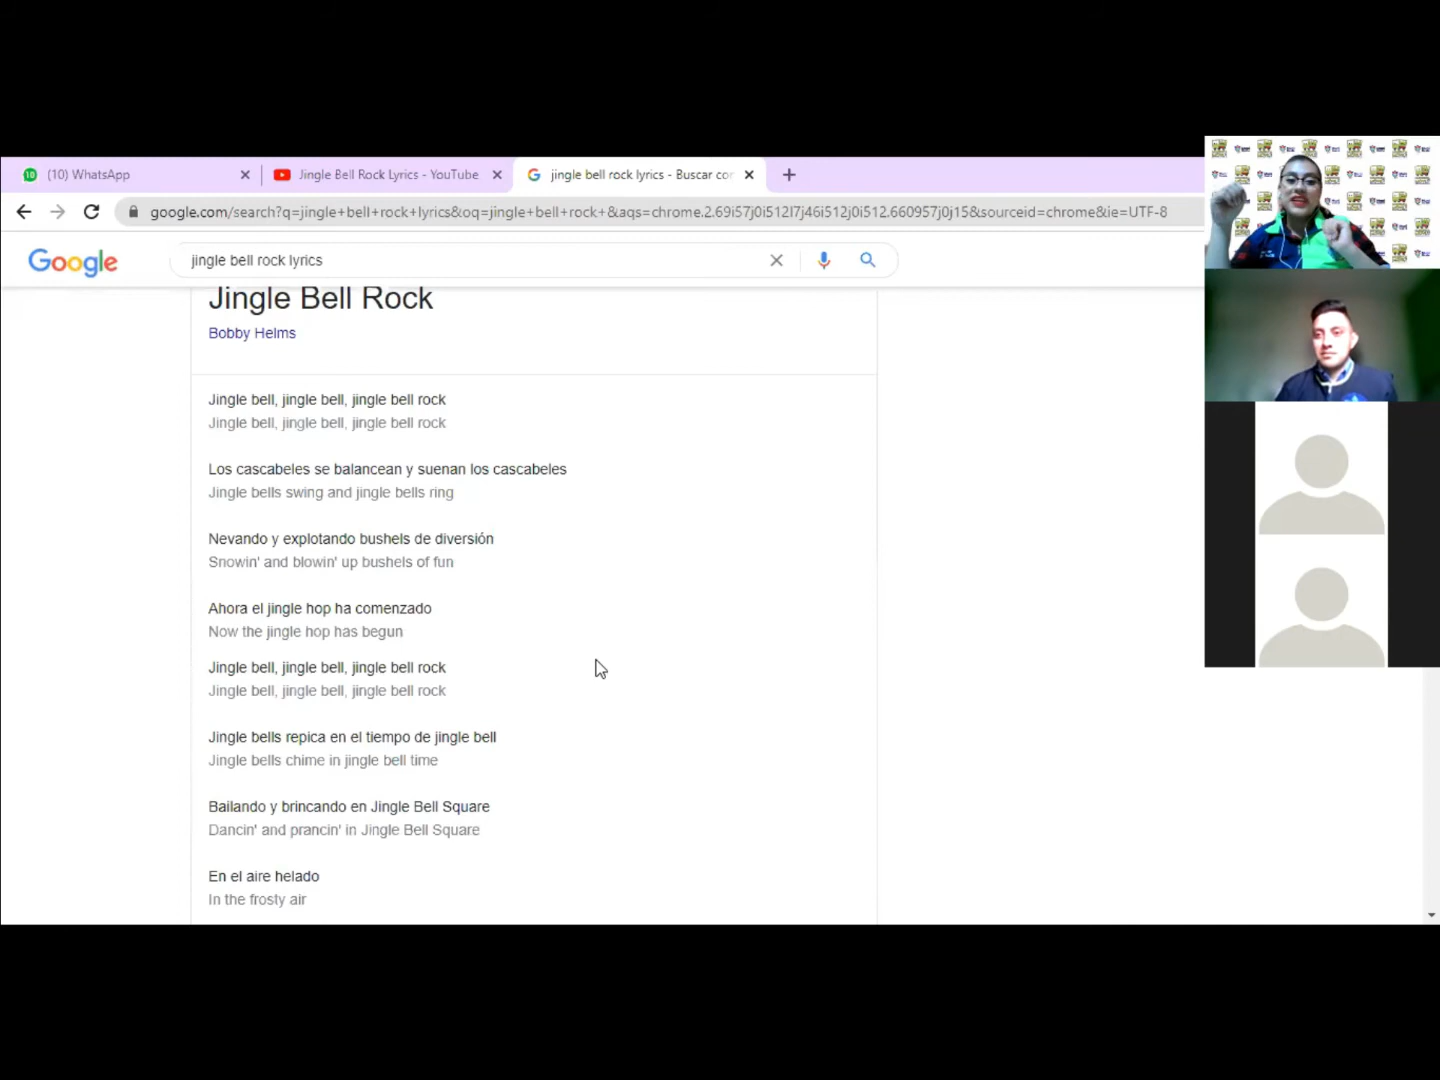 (10) WhatsApp
Jingle Bell Rock Lyrics - YouTube
jingle bell rock lyrics - Buscar con
google.com/search?q=jingle+bell+rock+lyrics&oq=jingle+bell+rock+&aqs=chrome.2.69i57j0i512l7j46i512j0i512.660957j0j15&sourceid=chrome&ie=UTF-8
Google
jingle bell rock lyrics
Jingle Bell Rock
Bobby Helms
Jingle bell, jingle bell, jingle bell rock
Jingle bell, jingle bell, jingle bell rock
Los cascabeles se balancean y suenan los cascabeles
Jingle bells swing and jingle bells ring
Nevando y explotando bushels de diversión
Snowin' and blowin' up bushels of fun
Ahora el jingle hop ha comenzado
Now the jingle hop has begun
Jingle bell, jingle bell, jingle bell rock
Jingle bell, jingle bell, jingle bell rock
Jingle bells repica en el tiempo de jingle bell
Jingle bells chime in jingle bell time
Bailando y brincando en Jingle Bell Square
Dancin' and prancin' in Jingle Bell Square
En el aire helado
In the frosty air